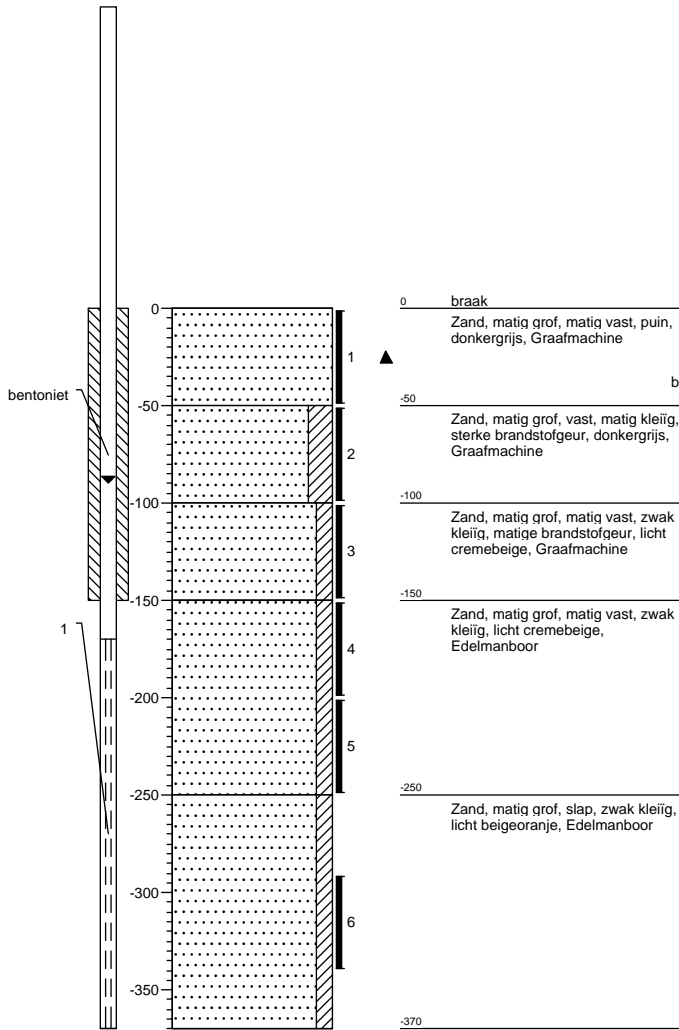 bentoniet
1
0
-50
-100
-150
-200
-250
-300
-350
1
2
3
4
5
6
0
braak
Zand, matig grof, matig vast, puin,
donkergrijs, Graafmachine
b
-50
Zand, matig grof, vast, matig kleiïg,
sterke brandstofgeur, donkergrijs,
Graafmachine
-100
Zand, matig grof, matig vast, zwak
kleiïg, matige brandstofgeur, licht
cremebeige, Graafmachine
-150
Zand, matig grof, matig vast, zwak
kleiïg, licht cremebeige,
Edelmanboor
-250
Zand, matig grof, slap, zwak kleiïg,
licht beigeoranje, Edelmanboor
-370